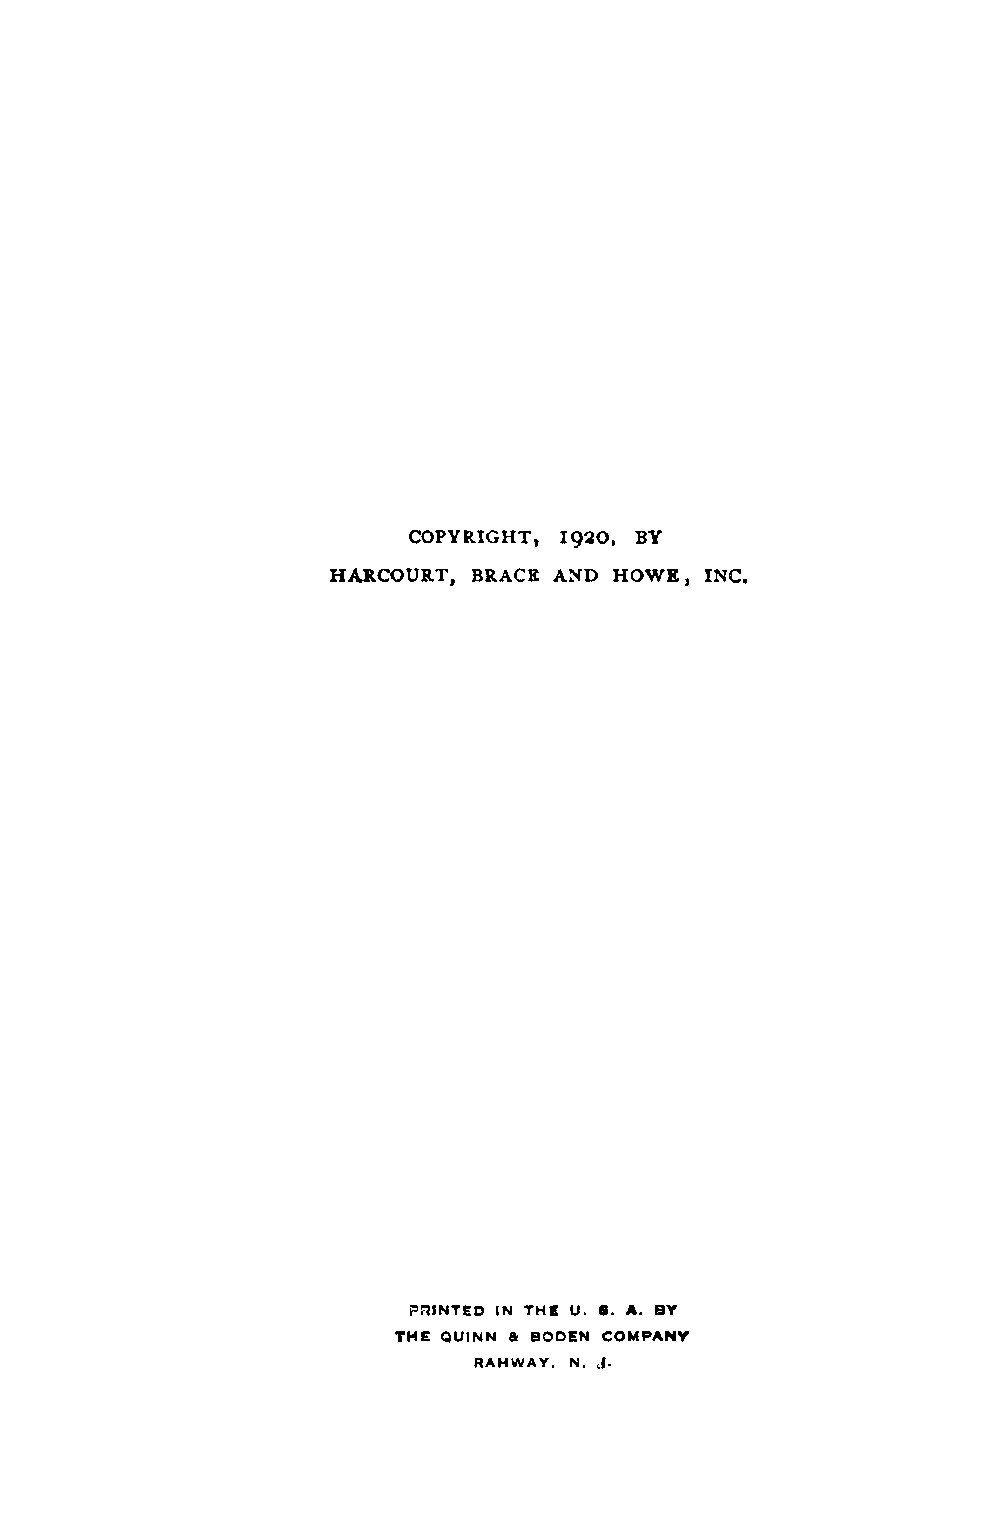 COPYRIGHT, 1920, BY
HARCOURT, BRACE AND HOWE, INC.
PRINTED IN THE U. S. A. BY
THE QUINN & BODEN COMPANY
RAHWAY, N. J.